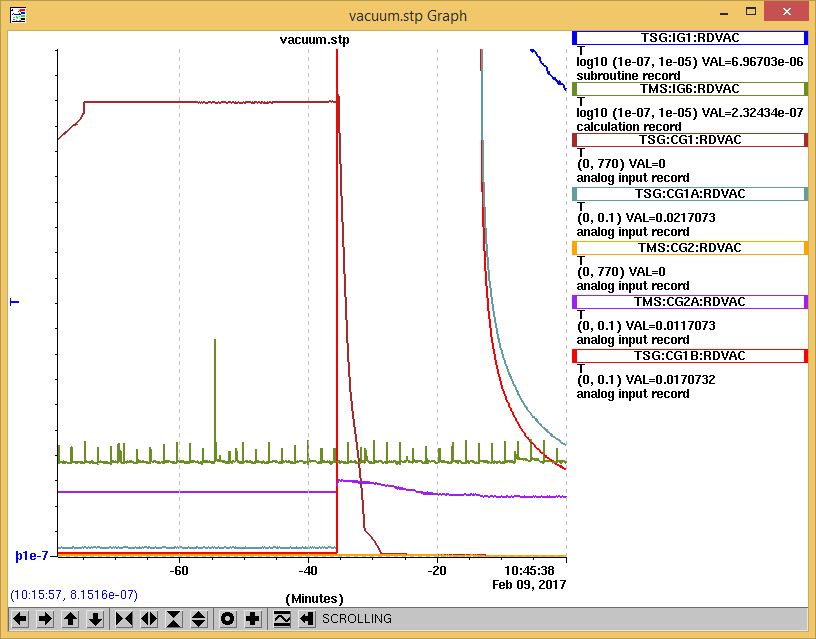 vacuum.stp Graph
vacuum.stp
T
þ1e-7
-60
-40
-20
10:45:38
Feb 09, 2017
(10:15:57, 8.1516e-07)
(Minutes)
TSG:IG1:RDVAC
T
log10 (1e-07, 1e-05) VAL=6.96703e-06
subroutine record
TMS:IG6:RDVAC
T
log10 (1e-07, 1e-05) VAL=2.32434e-07
calculation record
TSG:CG1:RDVAC
T
(0, 770) VAL=0
analog input record
TSG:CG1A:RDVAC
T
(0, 0.1) VAL=0.0217073
analog input record
TMS:CG2:RDVAC
T
(0, 770) VAL=0
analog input record
TMS:CG2A:RDVAC
T
(0, 0.1) VAL=0.0117073
analog input record
TSG:CG1B:RDVAC
T
(0, 0.1) VAL=0.0170732
analog input record
SCROLLING